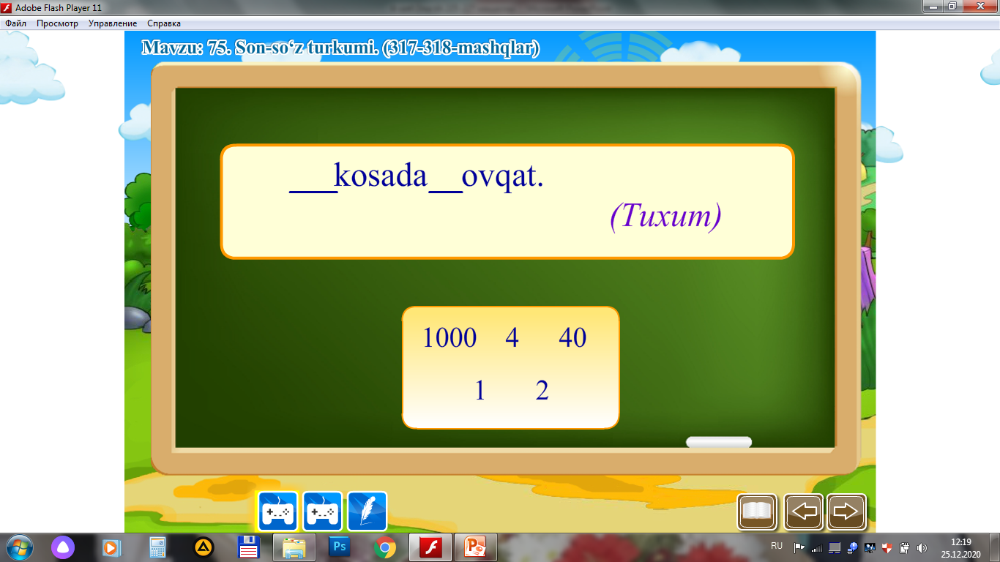 Adobe Flash Player 11
Файл Просмотр Управление Справка
Mavzu: 75. Son-so‘z turkumi. (317-318-mashqlar)
___kosada__ovqat.
(Tuxum)
1000 4 40
1 2
Ps
RU
12:19
25.12.2020